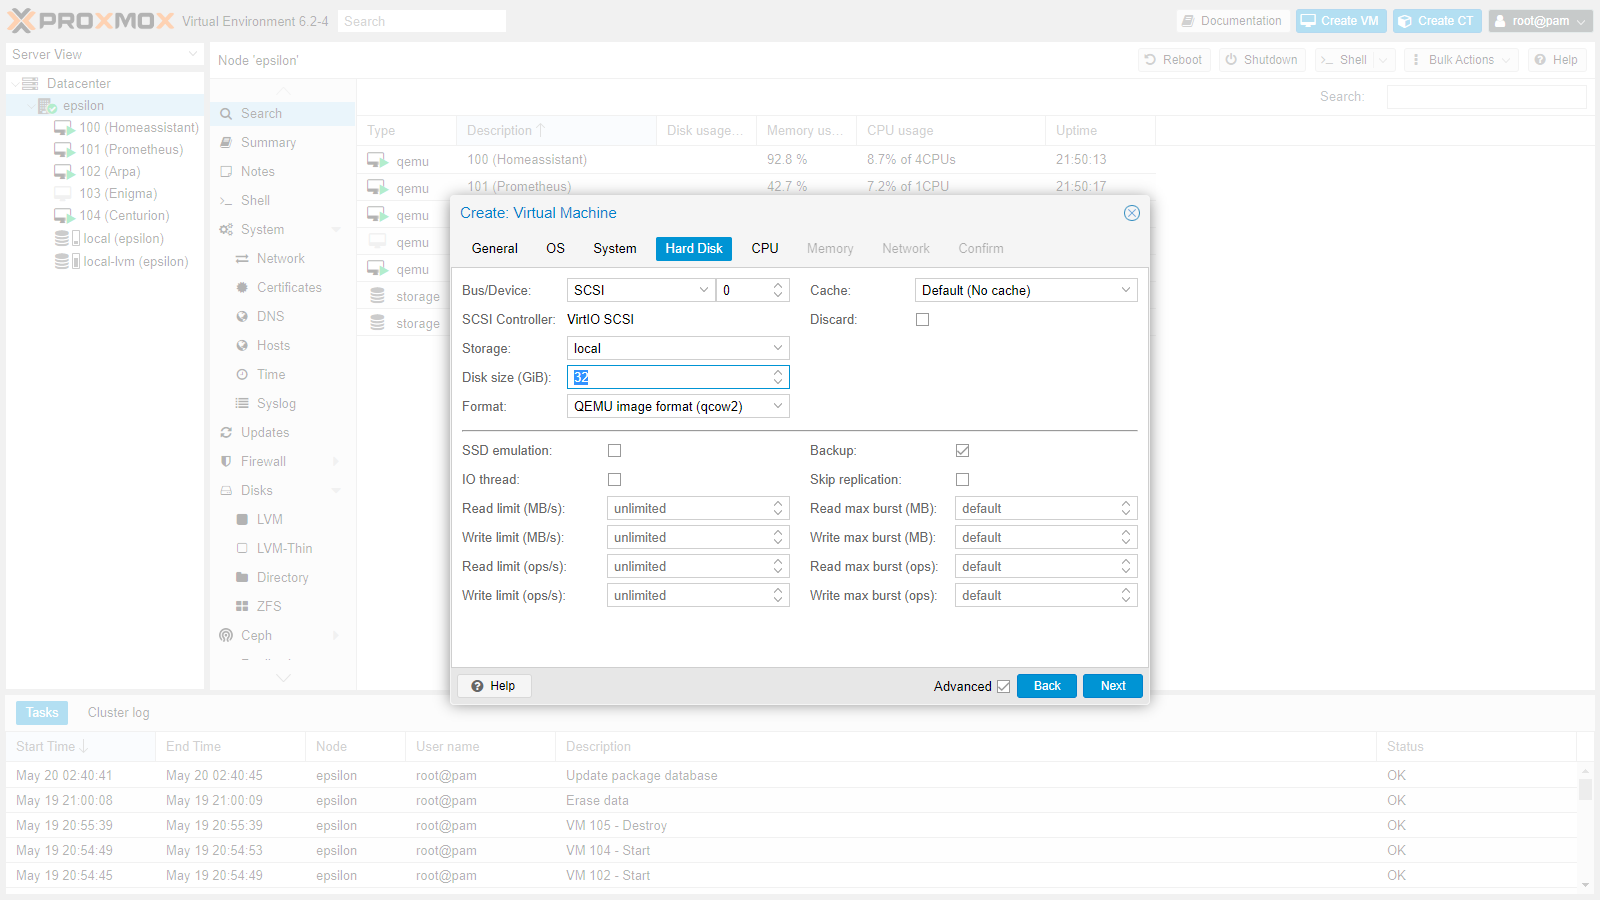 PROXMOX Virtual Environment 6.2-4 Search Documentation Create VM Create CT root@pam
Server View
Node 'epsilon' Reboot Shutdown Shell Bulk Actions Help
Datacenter
epsilon
100 (Homeassistant)
101 (Prometheus)
102 (Arpa)
103 (Enigma)
104 (Centurion)
local (epsilon)
local-lvm (epsilon)
Search
Summary
Notes
Shell
System
Network
Certificates
DNS
Hosts
Time
Syslog
Updates
Firewall
Disks
LVM
LVM-Thin
Directory
ZFS
Ceph
Search:
Type Description Disk usage... Memory us... CPU usage Uptime
qemu 100 (Homeassistant) 92.8 % 8.7% of 4CPUs 21:50:13
qemu 101 (Prometheus) 42.7 % 7.2% of 1CPU 21:50:17
qemu
qemu
qemu
storage
storage
Create: Virtual Machine
General OS System Hard Disk CPU Memory Network Confirm
Bus/Device: SCSI 0 Cache: Default (No cache)
SCSI Controller: VirtIO SCSI Discard:
Storage: local
Disk size (GiB): 32
Format: QEMU image format (qcow2)
SSD emulation: Backup:
IO thread: Skip replication:
Read limit (MB/s): unlimited Read max burst (MB): default
Write limit (MB/s): unlimited Write max burst (MB): default
Read limit (ops/s): unlimited Read max burst (ops): default
Write limit (ops/s): unlimited Write max burst (ops): default
Help Advanced Back Next
Tasks Cluster log
Start Time End Time Node User name Description Status
May 20 02:40:41 May 20 02:40:45 epsilon root@pam Update package database OK
May 19 21:00:08 May 19 21:00:09 epsilon root@pam Erase data OK
May 19 20:55:39 May 19 20:55:39 epsilon root@pam VM 105 - Destroy OK
May 19 20:54:49 May 19 20:54:53 epsilon root@pam VM 104 - Start OK
May 19 20:54:45 May 19 20:54:49 epsilon root@pam VM 102 - Start OK